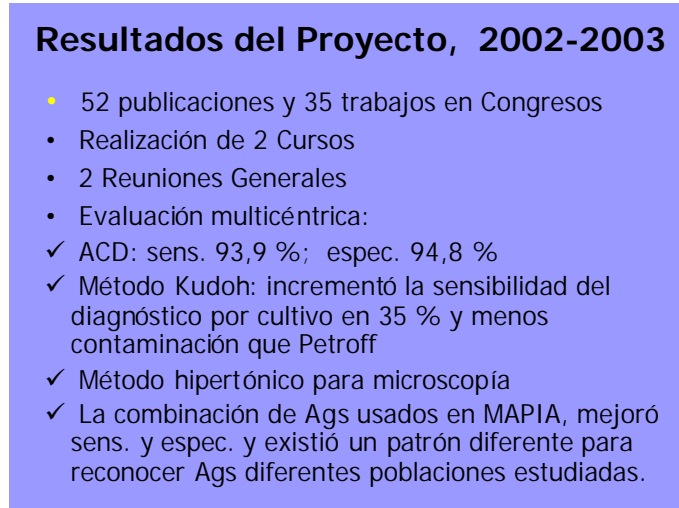 Resultados del Proyecto, 2002-2003
• 52 publicaciones y 35 trabajos en Congresos
• Realización de 2 Cursos
• 2 Reuniones Generales
• Evaluación multicéntrica:
✓ ACD: sens. 93,9 %; espec. 94,8 %
✓ Método Kudoh: incrementó la sensibilidad del
diagnóstico por cultivo en 35 % y menos
contaminación que Petroff
✓ Método hipertónico para microscopía
✓ La combinación de Ags usados en MAPIA, mejoró
sens. y espec. y existió un patrón diferente para
reconocer Ags diferentes poblaciones estudiadas.